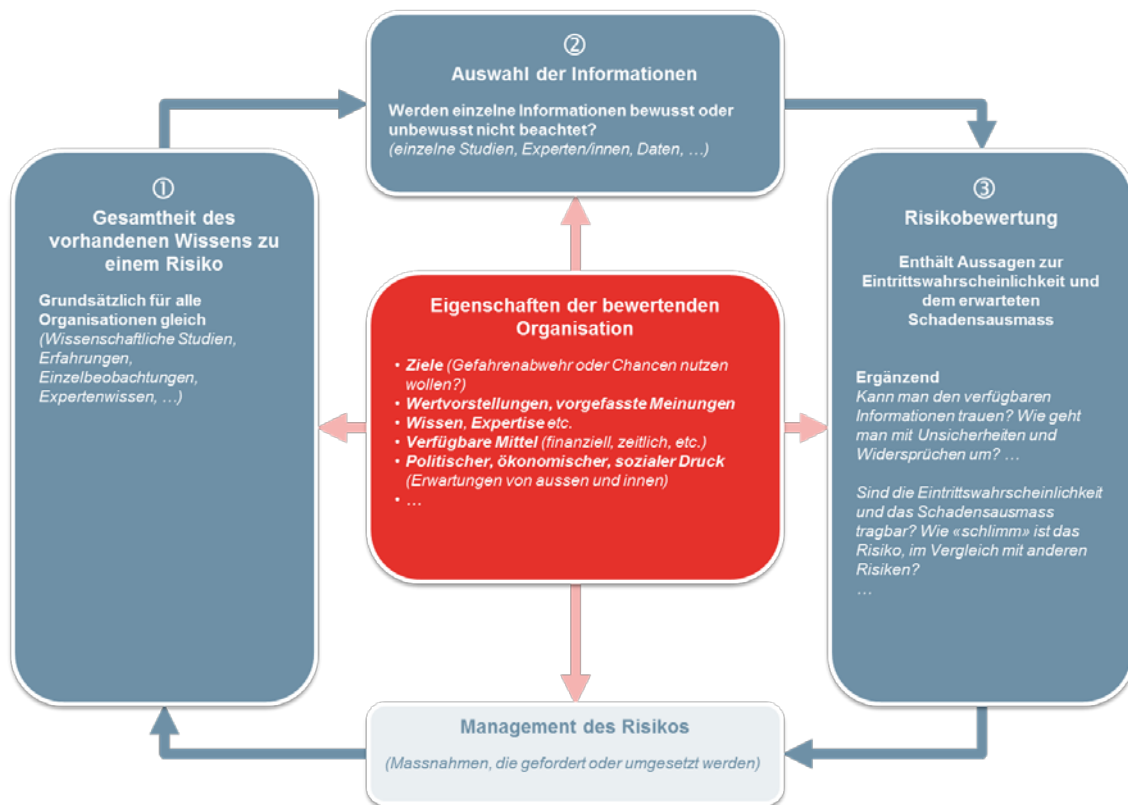 ②
Auswahl der Informationen
Werden einzelne Informationen bewusst oder
unbewusst nicht beachtet?
(einzelne Studien, Experten/innen, Daten, …)
①
Gesamtheit des
vorhandenen Wissens zu
einem Risiko
Grundsätzlich für alle
Organisationen gleich
(Wissenschaftliche Studien,
Erfahrungen,
Einzelbeobachtungen,
Expertenwissen, …)
Eigenschaften der bewertenden
Organisation
• Ziele (Gefahrenabwehr oder Chancen nutzen
wollen?)
• Wertvorstellungen, vorgefasste Meinungen
• Wissen, Expertise etc.
• Verfügbare Mittel (finanziell, zeitlich, etc.)
• Politischer, ökonomischer, sozialer Druck
(Erwartungen von aussen und innen)
• …
③
Risikobewertung
Enthält Aussagen zur
Eintrittswahrscheinlichkeit und
dem erwarteten
Schadensausmass
Ergänzend
Kann man den verfügbaren
Informationen trauen? Wie geht
man mit Unsicherheiten und
Widersprüchen um? …
Sind die Eintrittswahrscheinlichkeit
und das Schadensausmass
tragbar? Wie «schlimm» ist das
Risiko, im Vergleich mit anderen
Risiken?
…
Management des Risikos
(Massnahmen, die gefordert oder umgesetzt werden)